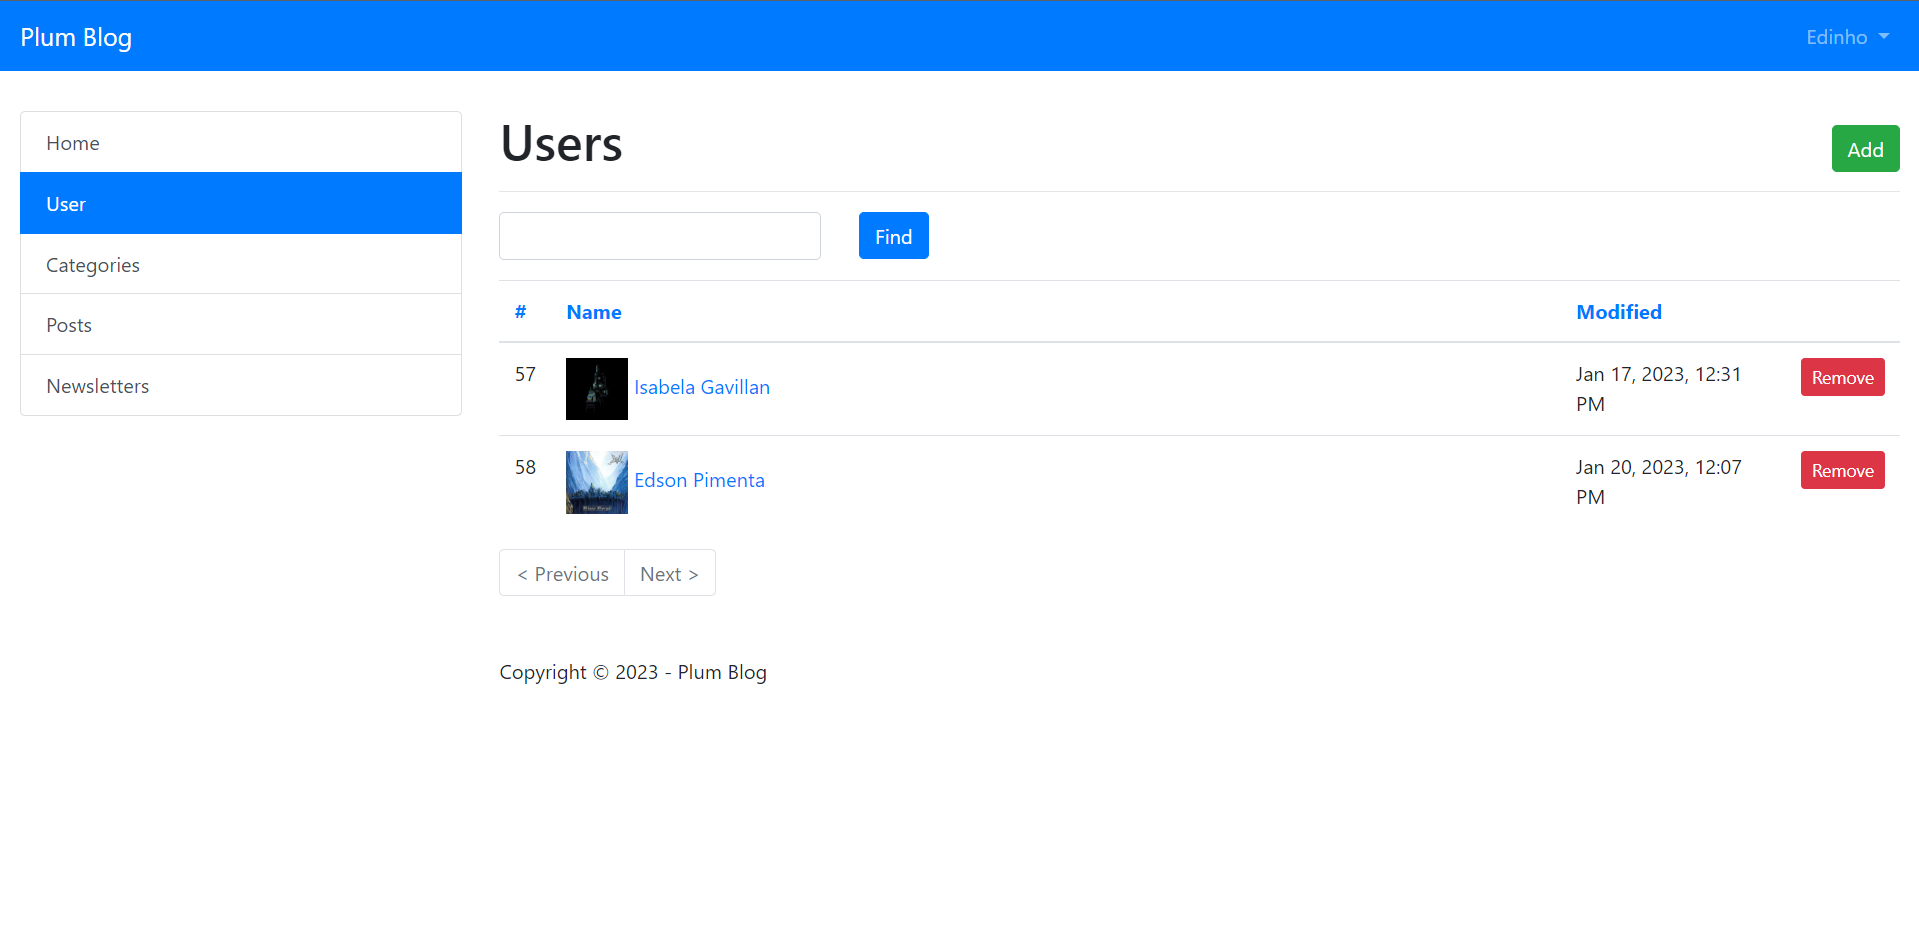 Plum Blog
Edinho
Home
User
Categories
Posts
Newsletters
Users
Add
Find
# Name Modified
57 Isabela Gavillan Jan 17, 2023, 12:31
PM
Remove
58 Edson Pimenta Jan 20, 2023, 12:07
PM
Remove
< Previous Next >
Copyright © 2023 - Plum Blog